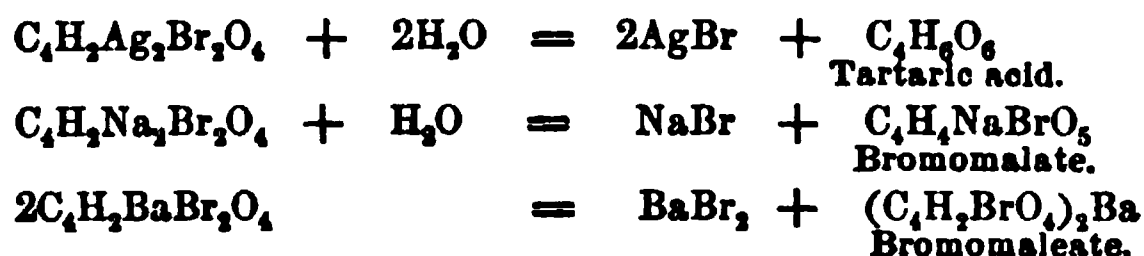 C₄H₂Ag₂Br₂O₄ + 2H₂O = 2AgBr + C₄H₆O₆
Tartaric acid.
C₄H₂Na₂Br₂O₄ + H₂O = NaBr + C₄H₄NaBrO₅
Bromomalate.
2C₄H₂BaBr₂O₄ = BaBr₂ + (C₄H₂BrO₄)₂Ba
Bromomaleate.